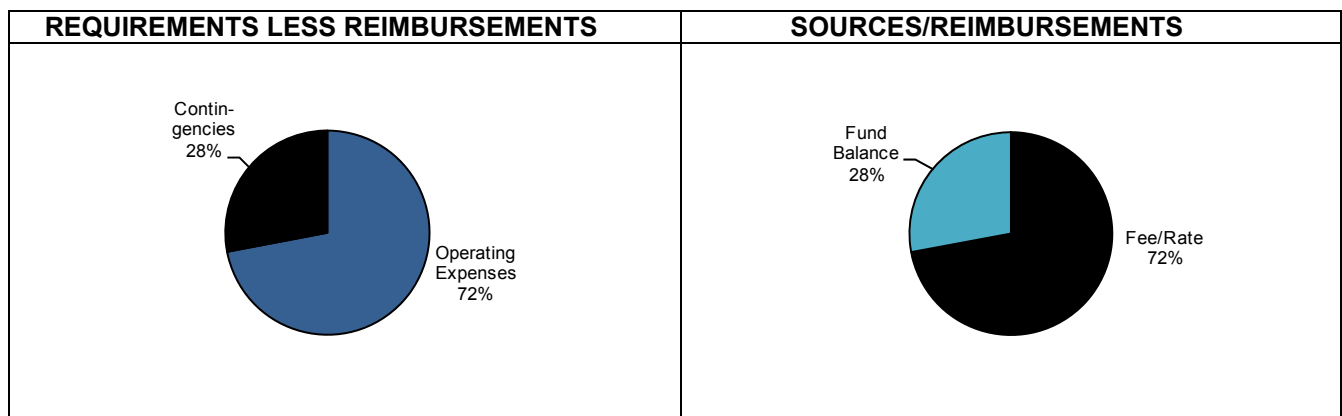 REQUIREMENTS LESS REIMBURSEMENTS
Contin-
gencies
28%
Operating
Expenses
72%
SOURCES/REIMBURSEMENTS
Fund
Balance
28%
Fee/Rate
72%